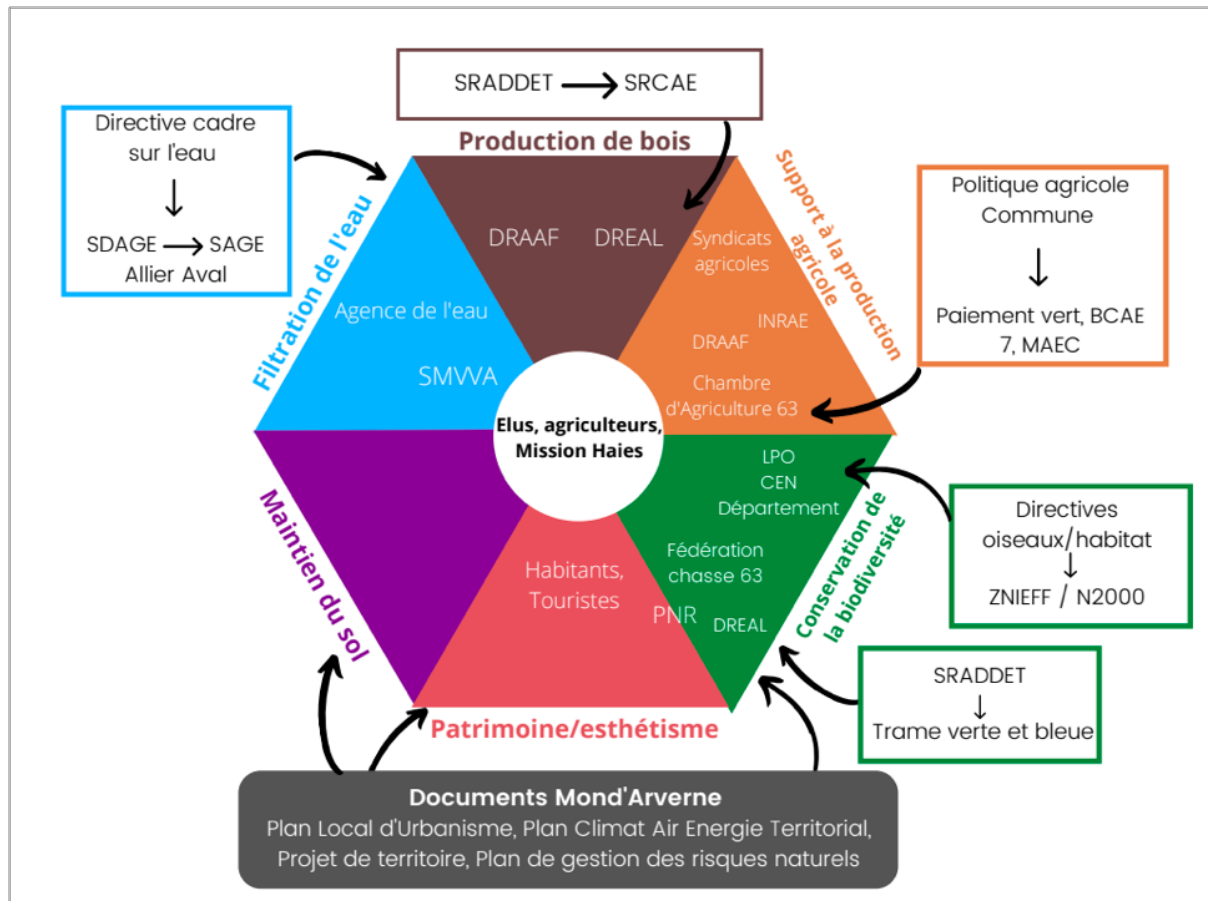 SRADDET → SRCAE
Directive cadre
sur l'eau
↓
SDAGE → SAGE
Allier Aval
Production de bois
Filtration de l'eau
Support à la production
agricole
Politique agricole
Commune
↓
Paiement vert, BCAE
7, MAEC
DRAAF DREAL
Syndicats
agricoles
INRAE
DRAAF
Chambre
d'Agriculture 63
Agence de l'eau
SMVVA
Elus, agriculteurs,
Mission Haies
LPO
CEN
Département
Fédération
chasse 63
PNR DREAL
Conservation de
la biodiversité
Directives
oiseaux/habitat
↓
ZNIEFF / N2000
SRADDET
↓
Trame verte et bleue
Maintien du sol
Habitants,
Touristes
Patrimoine/esthétisme
Documents Mond'Arverne
Plan Local d'Urbanisme, Plan Climat Air Energie Territorial,
Projet de territoire, Plan de gestion des risques naturels